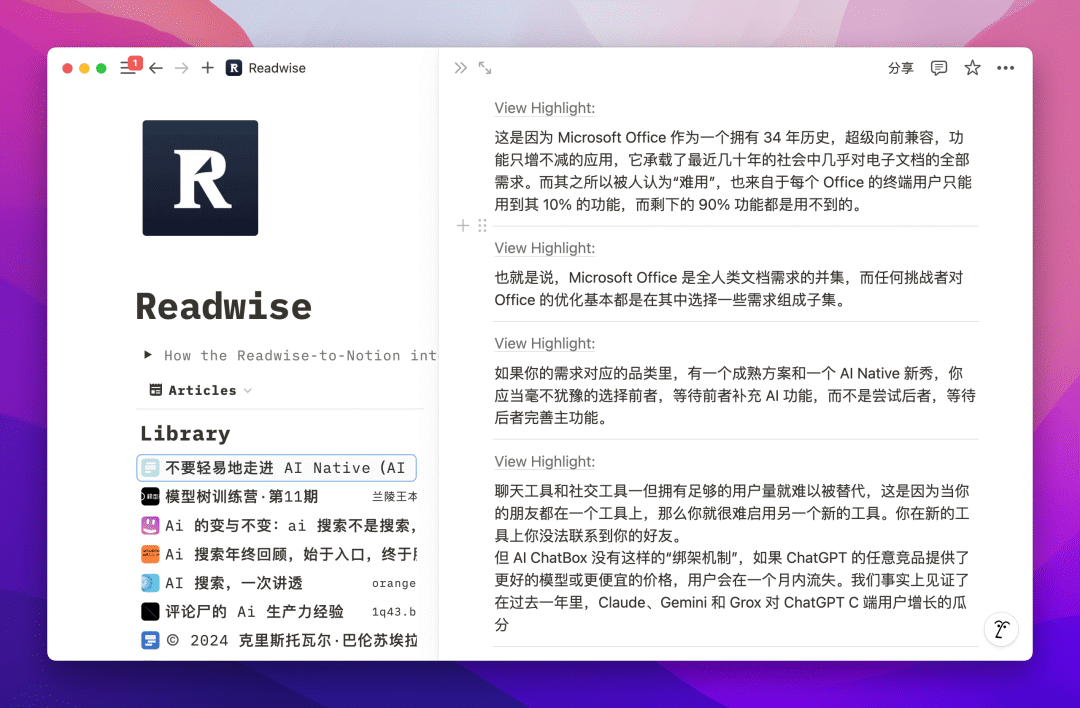 1
Readwise
R
Readwise
How the Readwise-to-Notion int
Articles
Library
不要轻易地走进 AI Native（AI
模型树训练营·第11期 兰陵王本
Ai 的变与不变：ai 搜索不是搜索，
Ai 搜索年终回顾，始于入口，终于
AI 搜索，一次讲透 orange
评论尸的 Ai 生产力经验 1q43.b
© 2024 克里斯托瓦尔·巴伦苏埃拉
分享
View Highlight:
这是因为 Microsoft Office 作为一个拥有 34 年历史，超级向前兼容，功
能只增不减的应用，它承载了最近几十年的社会中几乎对电子文档的全部
需求。而其之所以被人认为“难用”，也来自于每个 Office 的终端用户只能
用到其 10% 的功能，而剩下的 90% 功能都是用不到的。
View Highlight:
也就是说，Microsoft Office 是全人类文档需求的并集，而任何挑战者对
Office 的优化基本都是在其中选择一些需求组成子集。
View Highlight:
如果你的需求对应的品类里，有一个成熟方案和一个 AI Native 新秀，你
应当毫不犹豫的选择前者，等待前者补充 AI 功能，而不是尝试后者，等待
后者完善主功能。
View Highlight:
聊天工具和社交工具一但拥有足够的用户量就难以被替代，这是因为当你
的朋友都在一个工具上，那么你就很难启用另一个新的工具。你在新的工
具上你没法联系到你的好友。
但 AI ChatBox 没有这样的“绑架机制”，如果 ChatGPT 的任意竞品提供了
更好的模型或更便宜的价格，用户会在一个月内流失。我们事实上见证了
在过去一年里，Claude、Gemini 和 Grox 对 ChatGPT C 端用户增长的瓜
分